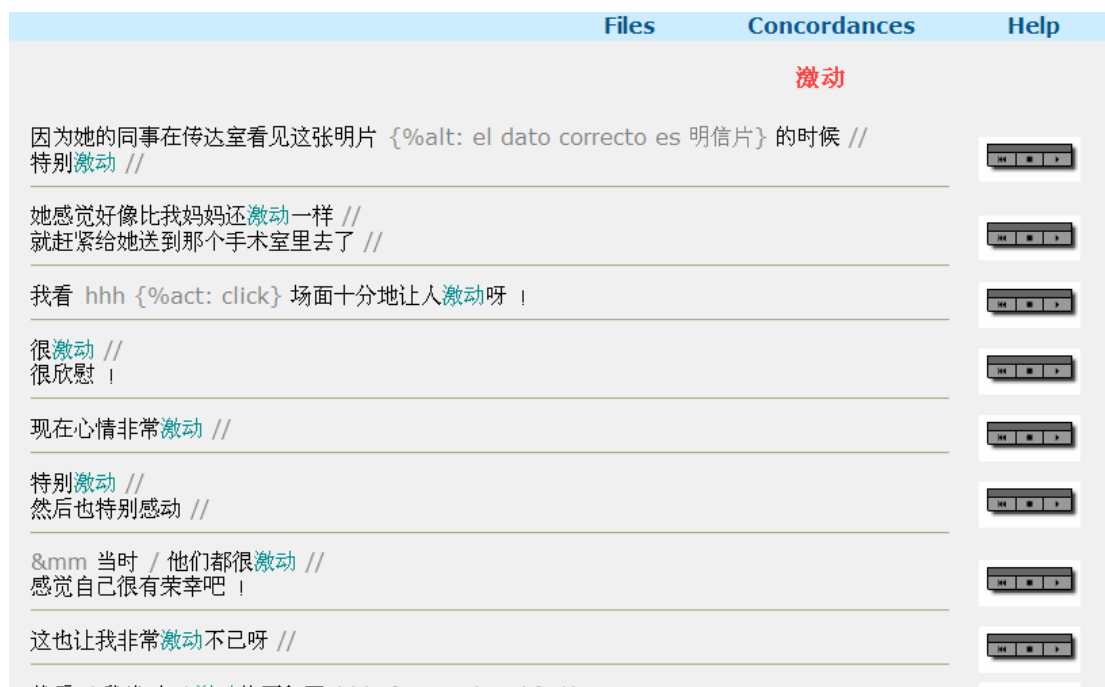 Files Concordances Help
激动
因为她的同事在传达室看见这张明片 {%alt: el dato correcto es 明信片} 的时候 //
特别激动 //
她感觉好像比我妈妈还激动一样 //
就赶紧给她送到那个手术室里去了 //
我看 hhh {%act: click} 场面十分地让人激动呀 !
很激动 //
很欣慰 !
现在心情非常激动 //
特别激动 //
然后也特别感动 //
&mm 当时 / 他们都很激动 //
感觉自己很有荣幸吧 !
这也让我非常激动不已呀 //